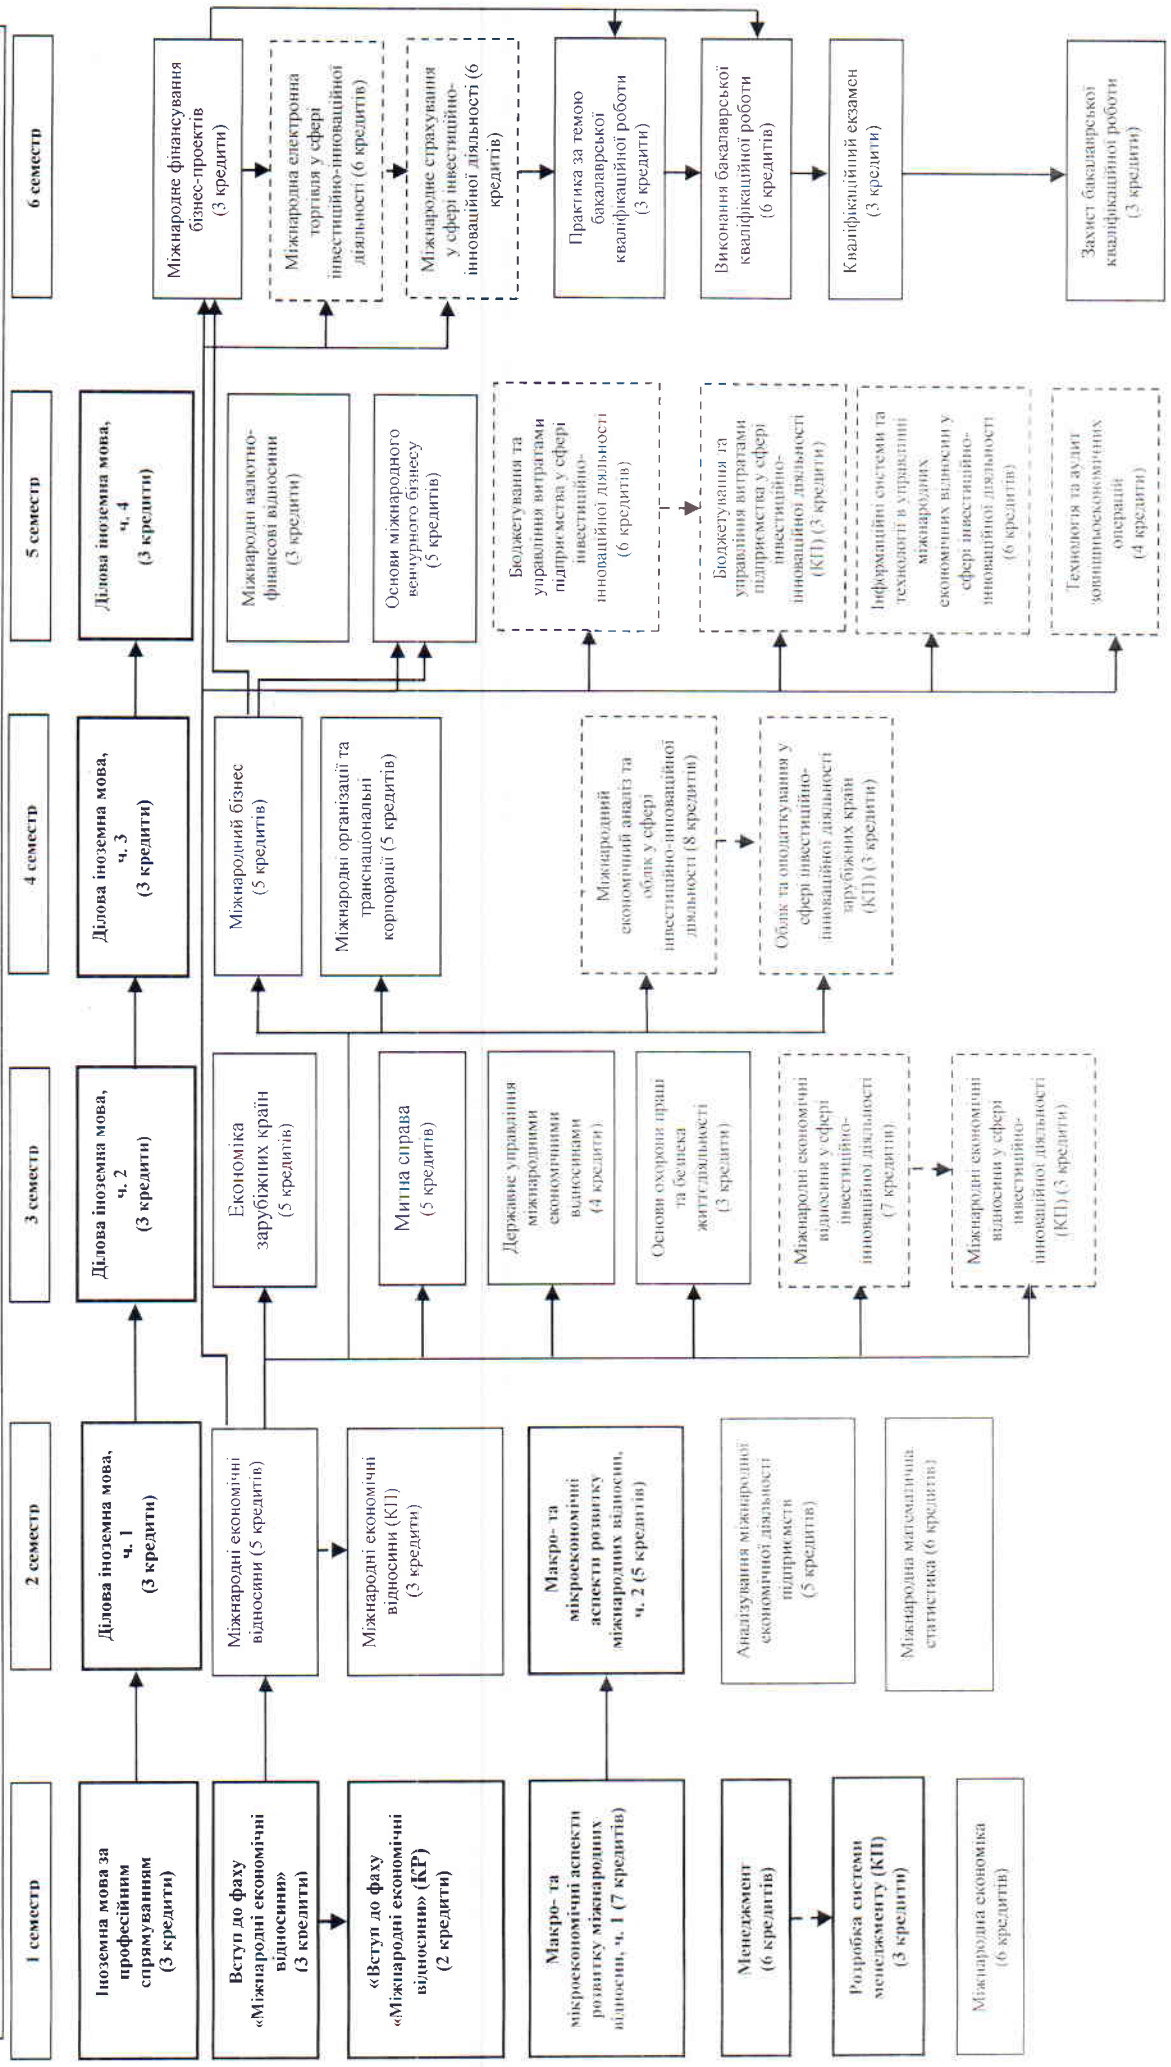 1 семестр
Іноземна мова за
професійним
спрямуванням
(3 кредити)
Вступ до фаху
«Міжнародні економічні
відносини»
(3 кредити)
«Вступ до фаху
«Міжнародні економічні
відносини» (КР)
(2 кредити)
Макро- та
мікроекономічні аспекти
розвитку міжнародних
відносин, ч. 1 (7 кредитів)
Менеджмент
(6 кредитів)
Розробка системи
менеджменту (КП)
(3 кредити)
Міжнародна економіка
(6 кредитів)
2 семестр
Ділова іноземна мова,
ч. 1
(3 кредити)
Міжнародні економічні
відносини (5 кредитів)
Міжнародні економічні
відносини (КП)
(3 кредити)
Макро- та
мікроекономічні
аспекти розвитку
міжнародних відносин,
ч. 2 (5 кредитів)
Аналізування міжнародної
економічної діяльності
підприємств
(5 кредитів)
Міжнародна математична
статистика (6 кредитів)
3 семестр
Ділова іноземна мова,
ч. 2
(3 кредити)
Економіка
зарубіжних країн
(5 кредитів)
Митна справа
(5 кредитів)
Державне управління
міжнародними
економічними
відносинами
(4 кредити)
Основи охорони праці
та безпека
життєдіяльності
(3 кредити)
Міжнародні економічні
відносини у сфері
інвестиційно-
інноваційної діяльності
(7 кредитів)
Міжнародні економічні
відносини у сфері
інвестиційно-
інноваційної діяльності
(КП) (3 кредити)
4 семестр
Ділова іноземна мова,
ч. 3
(3 кредити)
Міжнародний бізнес
(5 кредитів)
Міжнародні організації та
транснаціональні
корпорації (5 кредитів)
Міжнародний
економічний аналіз та
облік у сфері
інвестиційно-інноваційної
діяльності (8 кредитів)
Облік та оподаткування у
сфері інвестиційно-
інноваційної діяльності
зарубіжних країн
(КП) (3 кредити)
5 семестр
Ділова іноземна мова,
ч. 4
(3 кредити)
Міжнародні валютно-
фінансові відносини
(3 кредити)
Основи міжнародного
венчурного бізнесу
(5 кредитів)
Бюджетування та
управління витратами
підприємства у сфері
інвестиційно-
інноваційної діяльності
(6 кредитів)
Бюджетування та
управління витратами
підприємства у сфері
інвестиційно-
інноваційної діяльності
(КП) (3 кредити)
Інформаційні системи та
технології в управлінні
міжнародних
економічних відносин у
сфері інвестиційно-
інноваційної діяльності
(6 кредитів)
Технологія та аудит
зовнішньоекономічних
операцій
(4 кредити)
6 семестр
Міжнародне фінансування
бізнес-проектів
(3 кредити)
Міжнародна електронна
торгівля у сфері
інвестиційно-інноваційної
діяльності (6 кредитів)
Міжнародне страхування
у сфері інвестиційно-
інноваційної діяльності (6
кредитів)
Практика за темою
бакалаврської
кваліфікаційної роботи
(3 кредити)
Виконання бакалаврської
кваліфікаційної роботи
(6 кредитів)
Кваліфікаційний екзамен
(3 кредити)
Захист бакалаврської
кваліфікаційної роботи
(3 кредити)